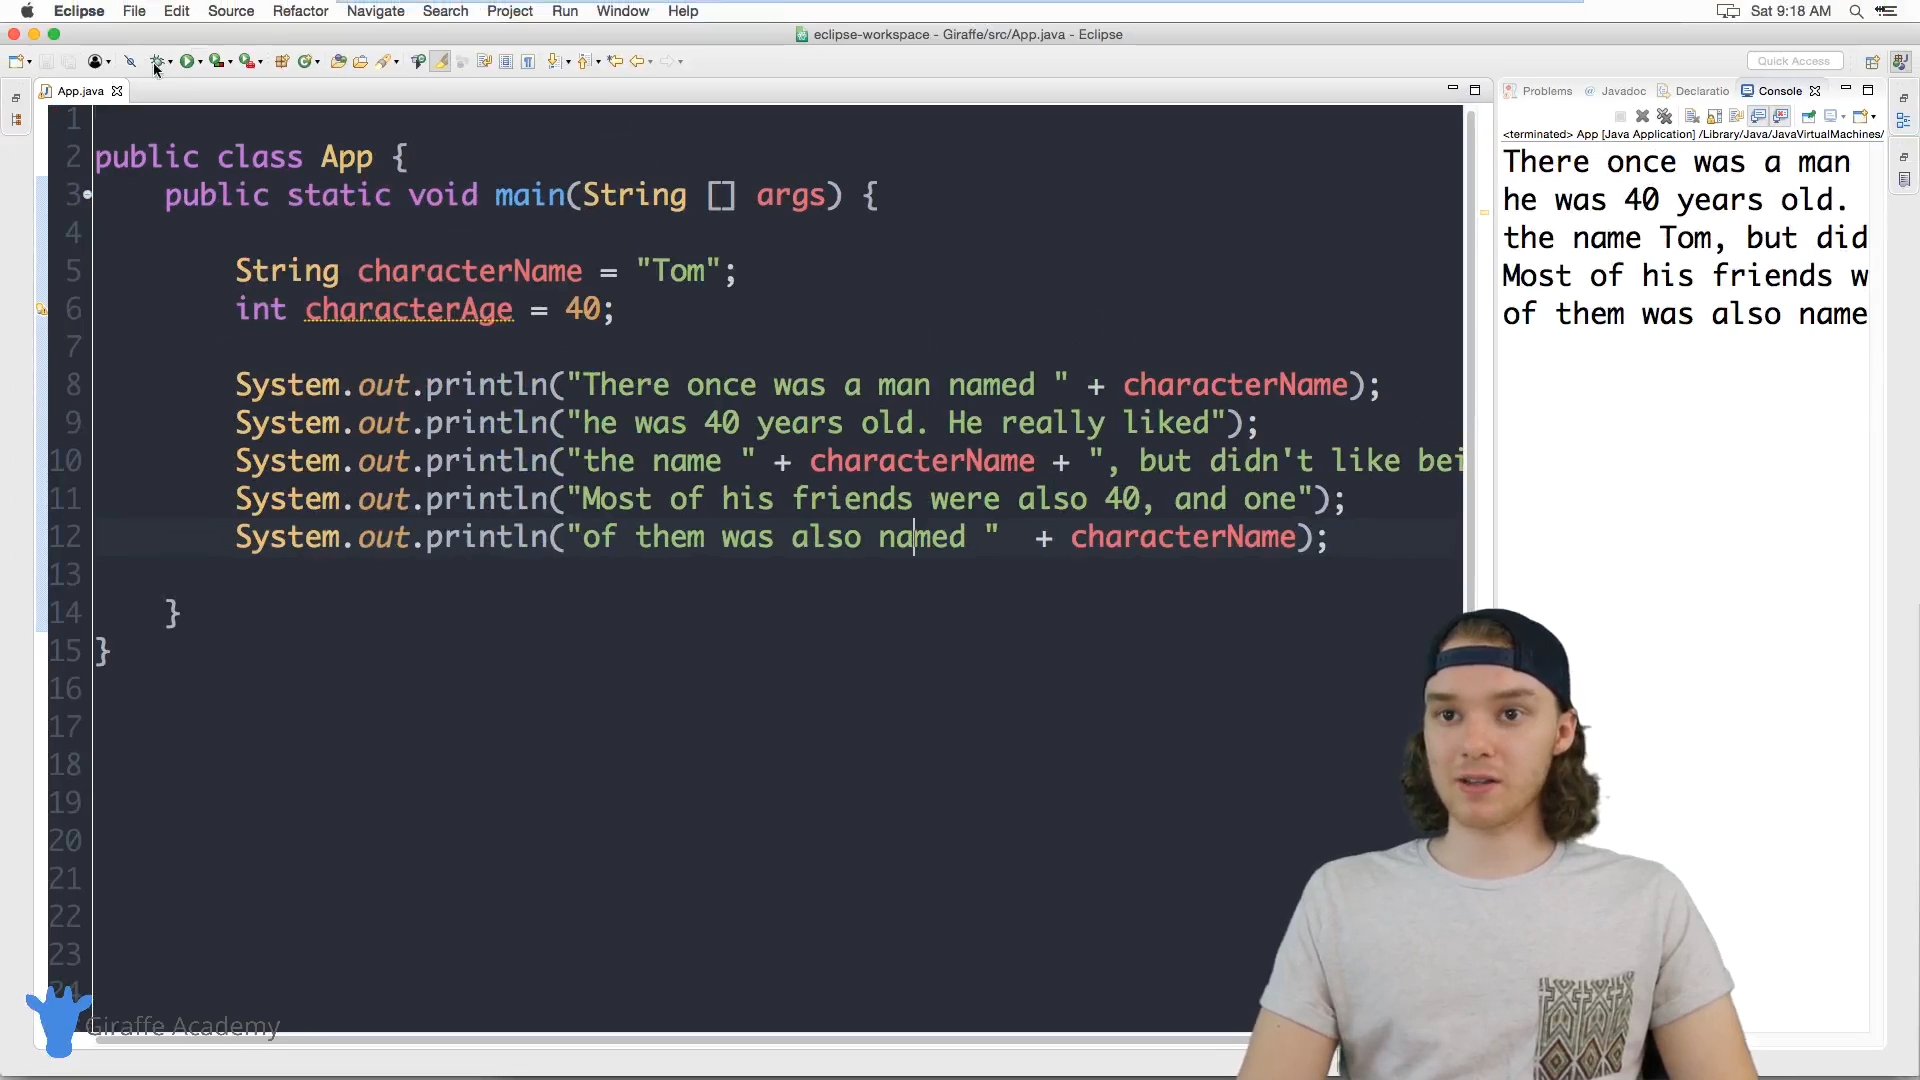 Eclipse File Edit Source Refactor Navigate Search Project Run Window Help Sat 9:18 AM
eclipse-workspace - Giraffe/src/App.java - Eclipse
Quick Access
App.java Problems Javadoc Declaratio Console
<terminated> App [Java Application] /Library/Java/JavaVirtualMachines/
There once was a man
he was 40 years old.
the name Tom, but did
Most of his friends w
of them was also name
1
2 public class App {
3 public static void main(String [] args) {
4
5 String characterName = "Tom";
6 int characterAge = 40;
7
8 System.out.println("There once was a man named " + characterName);
9 System.out.println("he was 40 years old. He really liked");
10 System.out.println("the name " + characterName + ", but didn't like bei
11 System.out.println("Most of his friends were also 40, and one");
12 System.out.println("of them was also named "  + characterName);
13
14 }
15 }
16
17
18
19
20
21
22
23
24
Giraffe Academy